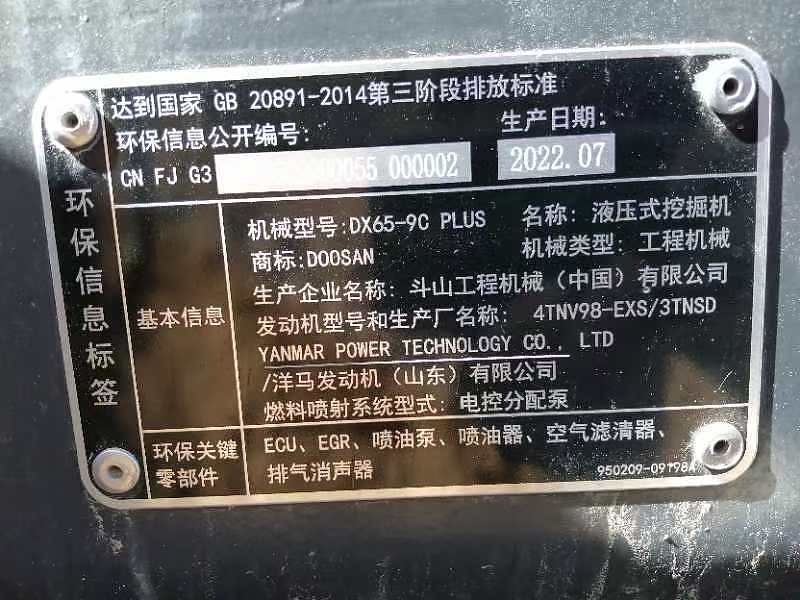 达到国家 GB 20891-2014第三阶段排放标准
环保信息公开编号:
生产日期:
CN FJ G3 000055 000002
2022.07
环保信息标签
基本信息
机械型号:DX65-9C PLUS 名称: 液压式挖掘机
商标:DOOSAN 机械类型: 工程机械
生产企业名称: 斗山工程机械（中国）有限公司
发动机型号和生产厂名称: 4TNV98-EXS/3TNSD
YANMAR POWER TECHNOLOGY CO., LTD
/洋马发动机（山东）有限公司
燃料喷射系统型式: 电控分配泵
环保关键零部件
ECU、EGR、喷油泵、喷油器、空气滤清器、
排气消声器
950209-09198A